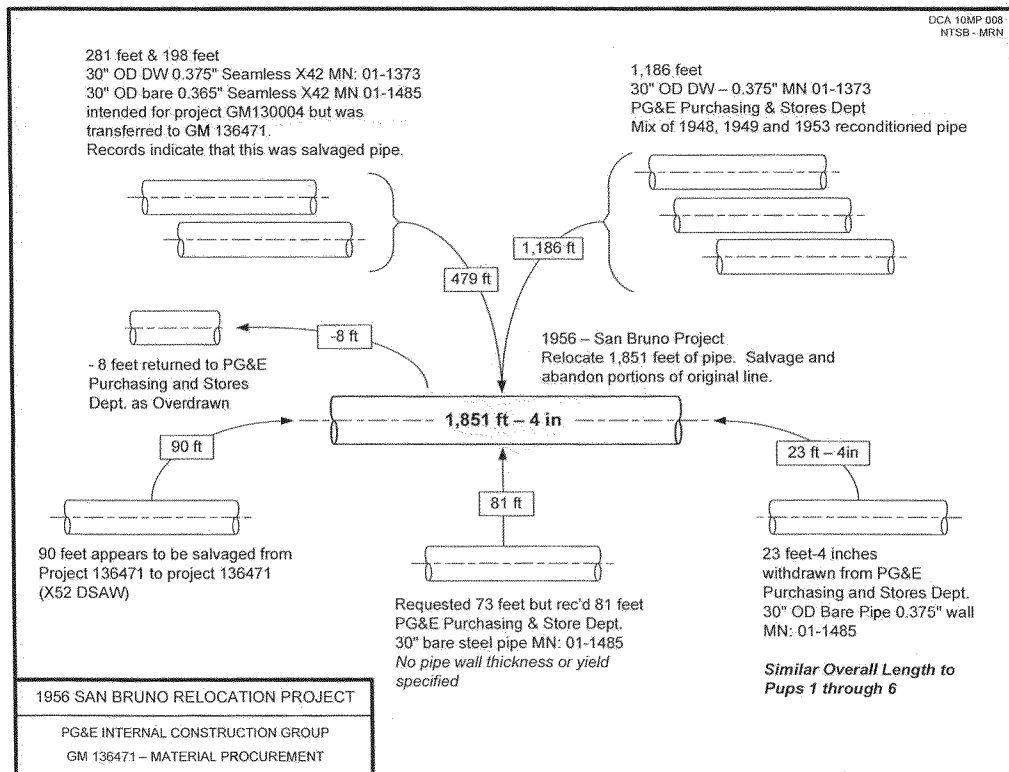 DCA 10MP 008
NTSB - MRN
281 feet & 198 feet
30" OD DW 0.375" Seamless X42 MN: 01-1373
30" OD bare 0.365" Seamless X42 MN 01-1485
intended for project GM130004 but was
transferred to GM 136471.
Records indicate that this was salvaged pipe.
1,186 feet
30" OD DW – 0.375" MN 01-1373
PG&E Purchasing & Stores Dept
Mix of 1948, 1949 and 1953 reconditioned pipe
479 ft
1,186 ft
-8 ft
- 8 feet returned to PG&E
Purchasing and Stores
Dept. as Overdrawn
1956 – San Bruno Project
Relocate 1,851 feet of pipe. Salvage and
abandon portions of original line.
1,851 ft – 4 in
90 ft
81 ft
23 ft – 4in
90 feet appears to be salvaged from
Project 136471 to project 136471
(X52 DSAW)
Requested 73 feet but rec'd 81 feet
PG&E Purchasing & Store Dept.
30" bare steel pipe MN: 01-1485
No pipe wall thickness or yield
specified
23 feet-4 inches
withdrawn from PG&E
Purchasing and Stores Dept.
30" OD Bare Pipe 0.375" wall
MN: 01-1485
Similar Overall Length to
Pups 1 through 6
1956 SAN BRUNO RELOCATION PROJECT
PG&E INTERNAL CONSTRUCTION GROUP
GM 136471 – MATERIAL PROCUREMENT